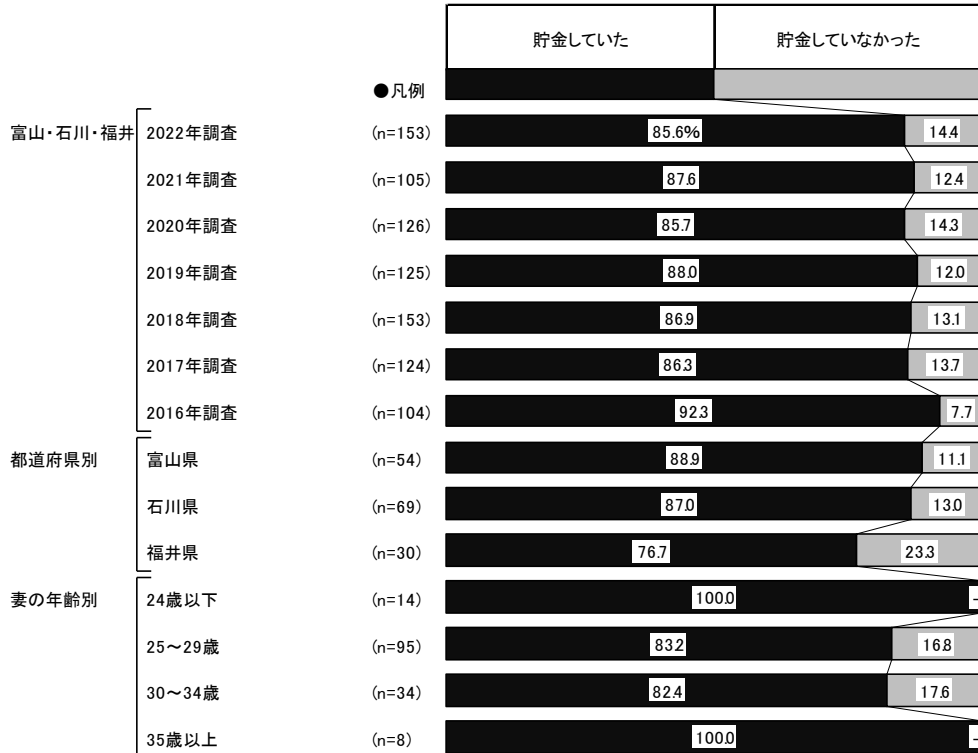 貯金していた 貯金していなかった
●凡例
富山・石川・福井 2022年調査 (n=153) 85.6% 14.4
2021年調査 (n=105) 87.6 12.4
2020年調査 (n=126) 85.7 14.3
2019年調査 (n=125) 88.0 12.0
2018年調査 (n=153) 86.9 13.1
2017年調査 (n=124) 86.3 13.7
2016年調査 (n=104) 92.3 7.7
都道府県別 富山県 (n=54) 88.9 11.1
石川県 (n=69) 87.0 13.0
福井県 (n=30) 76.7 23.3
妻の年齢別 24歳以下 (n=14) 100.0 -
25～29歳 (n=95) 83.2 16.8
30～34歳 (n=34) 82.4 17.6
35歳以上 (n=8) 100.0 -